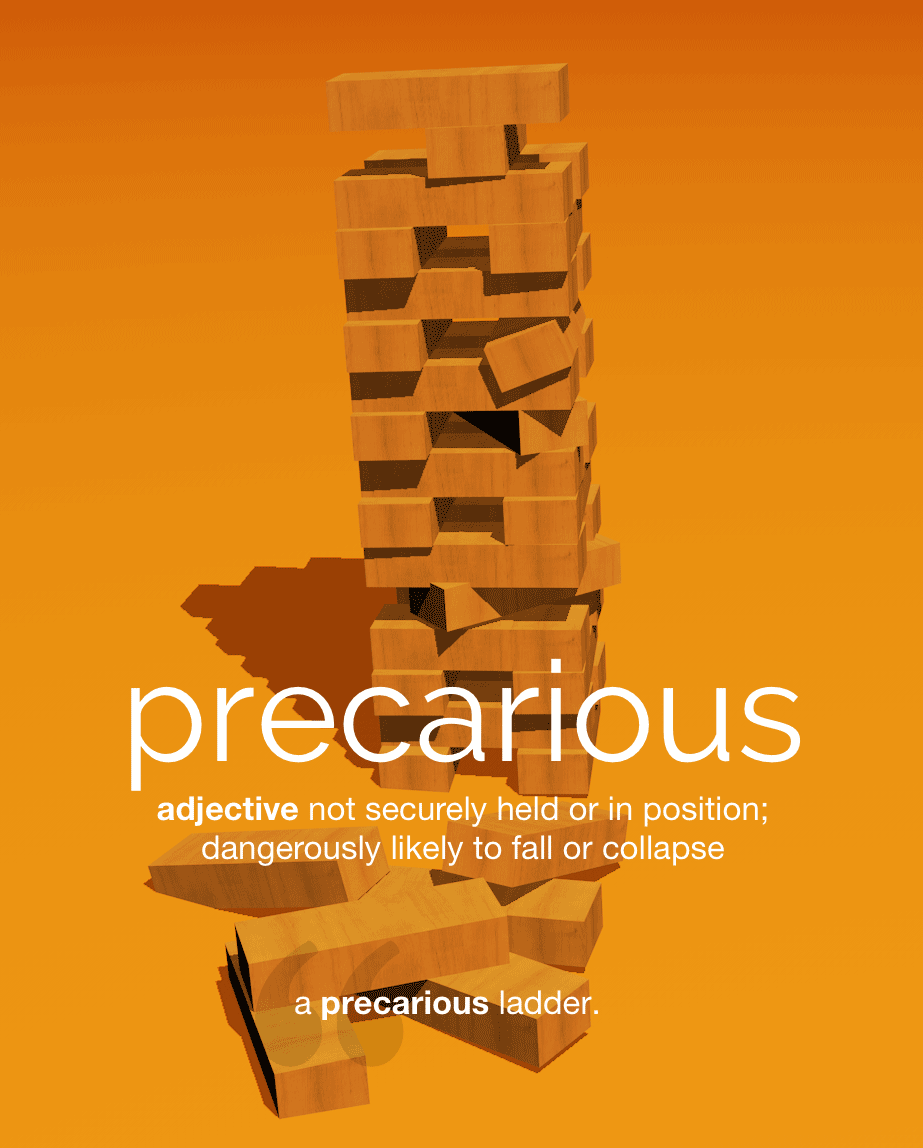 precarious
adjective not securely held or in position;
dangerously likely to fall or collapse
a precarious ladder.